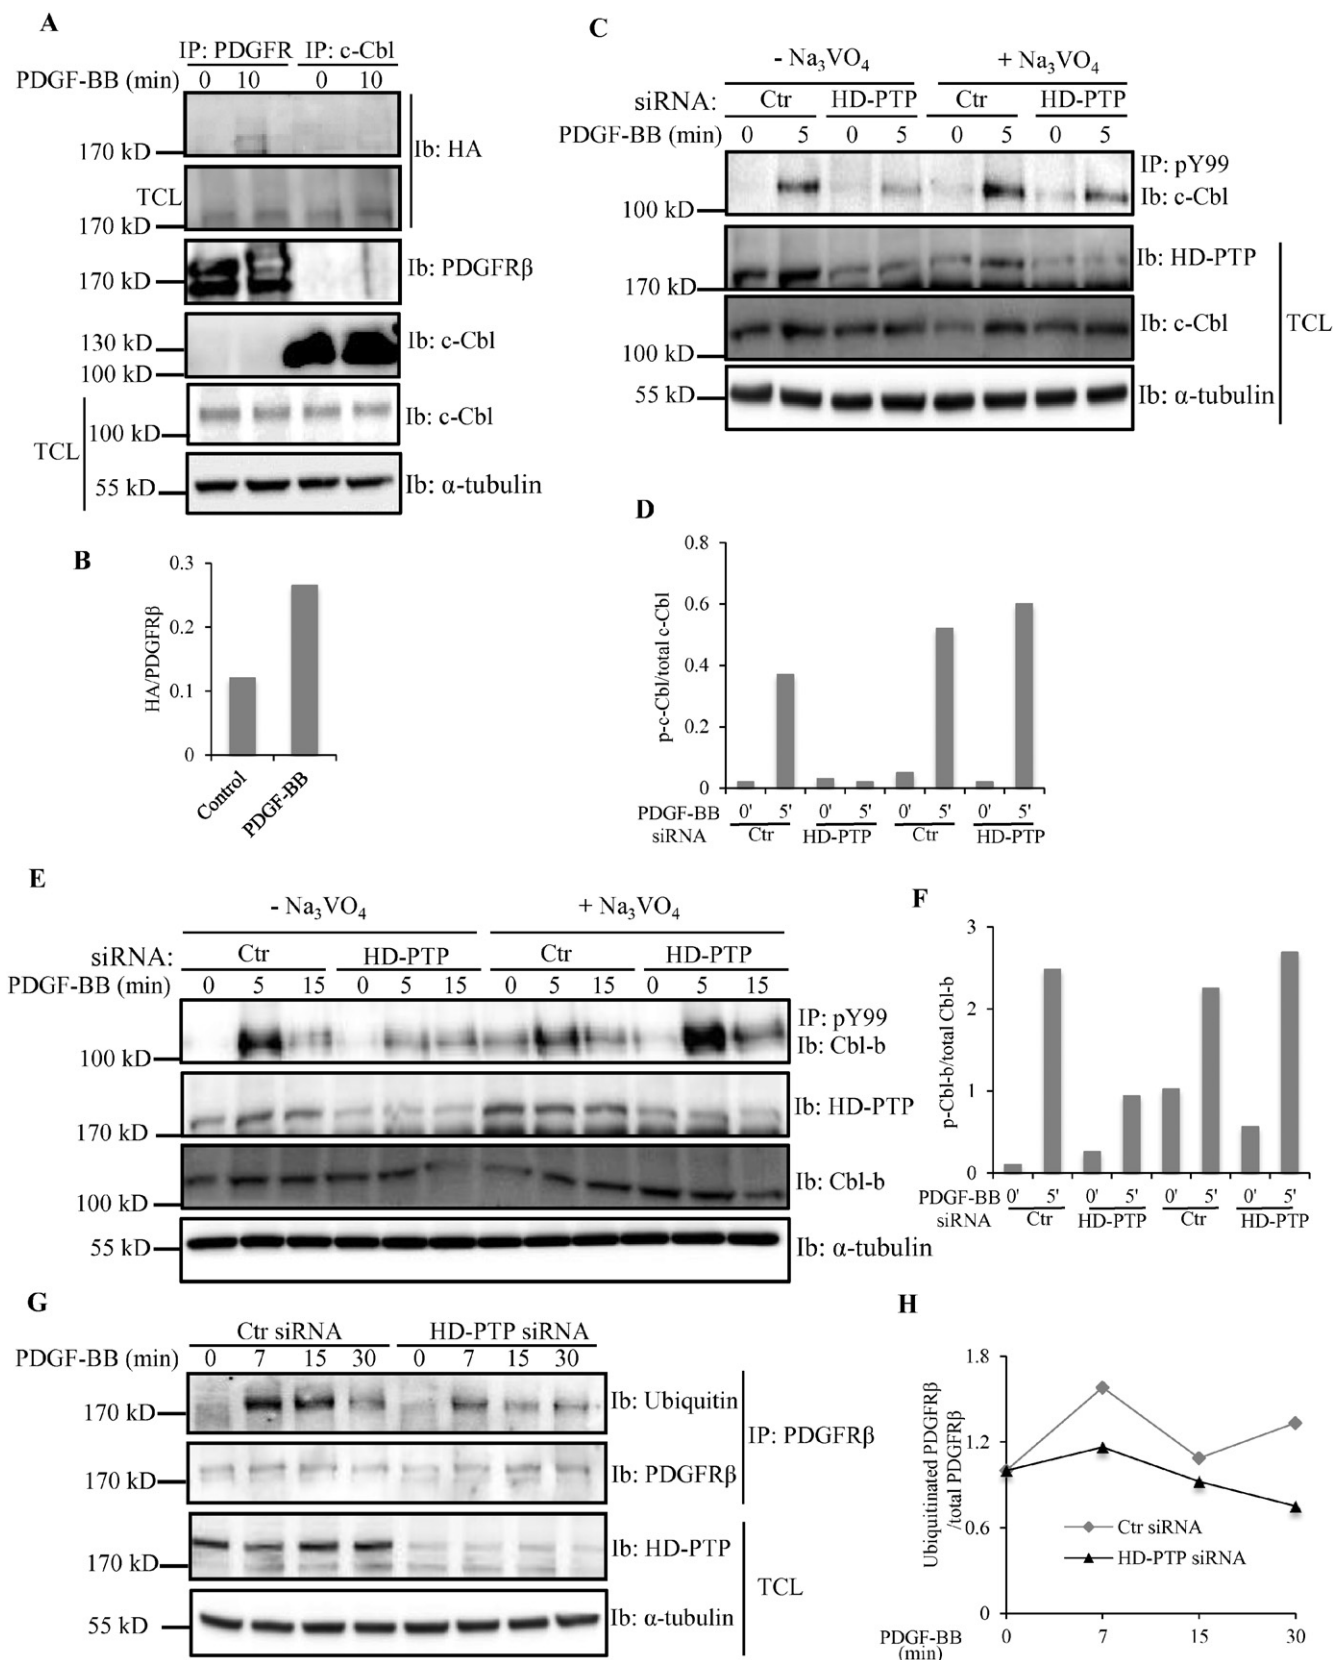 A
IP: PDGFR IP: c-Cbl
PDGF-BB (min) 0 10 0 10
170 kD Ib: HA
TCL
170 kD
170 kD Ib: PDGFRβ
130 kD Ib: c-Cbl
100 kD
TCL
100 kD Ib: c-Cbl
55 kD Ib: α-tubulin
B
HA/PDGFRβ
0.3
0.2
0.1
0
Control PDGF-BB
C
- Na₃VO₄ + Na₃VO₄
siRNA: Ctr HD-PTP Ctr HD-PTP
PDGF-BB (min) 0 5 0 5 0 5 0 5
IP: pY99
100 kD Ib: c-Cbl
170 kD Ib: HD-PTP
100 kD Ib: c-Cbl
TCL
55 kD Ib: α-tubulin
D
p-c-Cbl/total c-Cbl
0.8
0.6
0.4
0.2
0
PDGF-BB 0' 5' 0' 5' 0' 5' 0' 5'
siRNA Ctr HD-PTP Ctr HD-PTP
E
- Na₃VO₄ + Na₃VO₄
siRNA: Ctr HD-PTP Ctr HD-PTP
PDGF-BB (min) 0 5 15 0 5 15 0 5 15 0 5 15
IP: pY99
100 kD Ib: Cbl-b
170 kD Ib: HD-PTP
100 kD Ib: Cbl-b
55 kD Ib: α-tubulin
F
p-Cbl-b/total Cbl-b
3
2
1
0
PDGF-BB 0' 5' 0' 5' 0' 5' 0' 5'
siRNA Ctr HD-PTP Ctr HD-PTP
G
Ctr siRNA HD-PTP siRNA
PDGF-BB (min) 0 7 15 30 0 7 15 30
170 kD Ib: Ubiquitin
IP: PDGFRβ
170 kD Ib: PDGFRβ
170 kD Ib: HD-PTP
TCL
55 kD Ib: α-tubulin
H
Ubiquitinated PDGFRβ
/total PDGFRβ
1.8
1.2
0.6
0
Ctr siRNA
HD-PTP siRNA
PDGF-BB 0 7 15 30
(min)